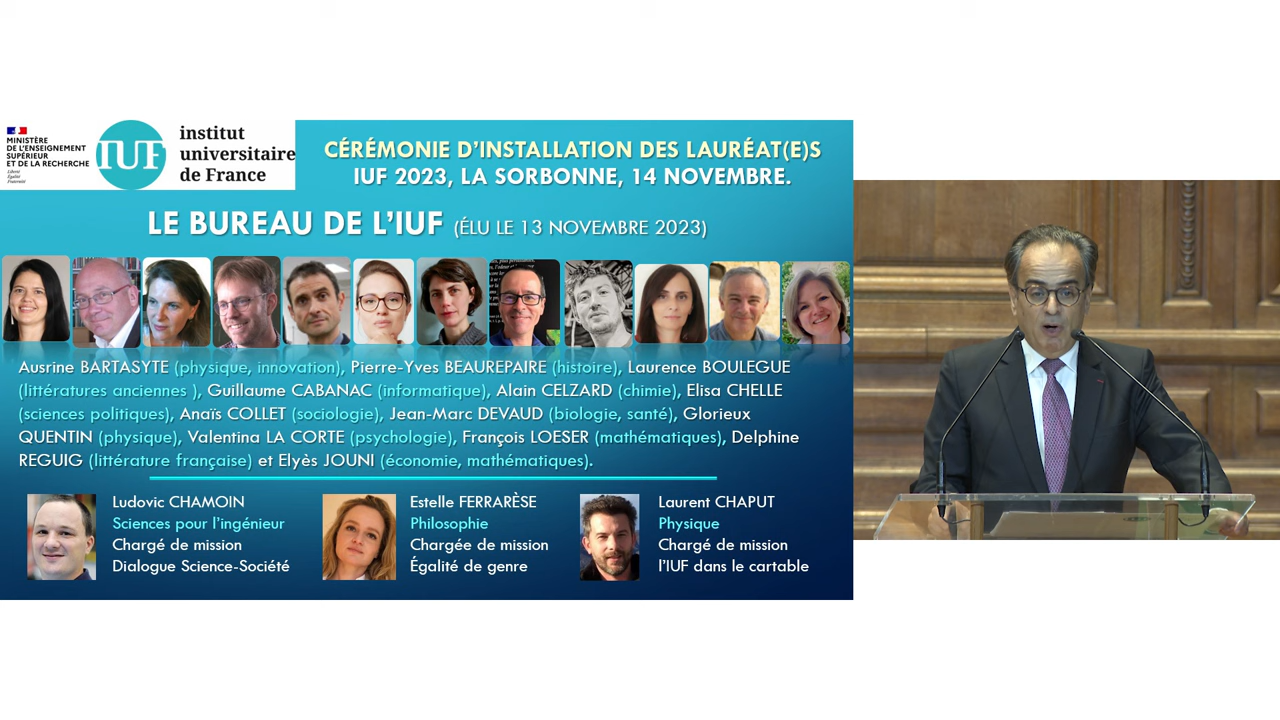 MINISTÈRE
DE L'ENSEIGNEMENT
SUPÉRIEUR
ET DE LA RECHERCHE
Liberté
Égalité
Fraternité
IUF
institut
universitaire
de France
CÉRÉMONIE D'INSTALLATION DES LAURÉAT(E)S
IUF 2023, LA SORBONNE, 14 NOVEMBRE.
LE BUREAU DE L'IUF (ÉLU LE 13 NOVEMBRE 2023)
Ausrine BARTASYTE (physique, innovation), Pierre-Yves BEAUREPAIRE (histoire), Laurence BOULEGUE
(littératures anciennes ), Guillaume CABANAC (informatique), Alain CELZARD (chimie), Elisa CHELLE
(sciences politiques), Anaïs COLLET (sociologie), Jean-Marc DEVAUD (biologie, santé), Glorieux
QUENTIN (physique), Valentina LA CORTE (psychologie), François LOESER (mathématiques), Delphine
REGUIG (littérature française) et Elyès JOUNI (économie, mathématiques).
Ludovic CHAMOIN
Sciences pour l'ingénieur
Chargé de mission
Dialogue Science-Société
Estelle FERRARÈSE
Philosophie
Chargée de mission
Égalité de genre
Laurent CHAPUT
Physique
Chargé de mission
l'IUF dans le cartable